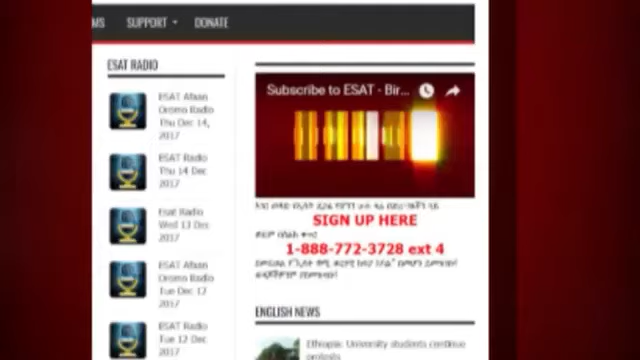 MS SUPPORT DONATE
ESAT RADIO
ESAT Afaan
Oromo Radio
Thu Dec 14,
2017
ESAT Radio
Thu 14 Dec
2017
Esat Radio
Wed 13 Dec
2017
ESAT Afaan
Oromo Radio
Tue Dec 12
2017
ESAT Radio
Tue 12 Dec
2017
Subscribe to ESAT - Bir...
SIGN UP HERE
1-888-772-3728 ext 4
ENGLISH NEWS
Ethiopia: University students continue
protests